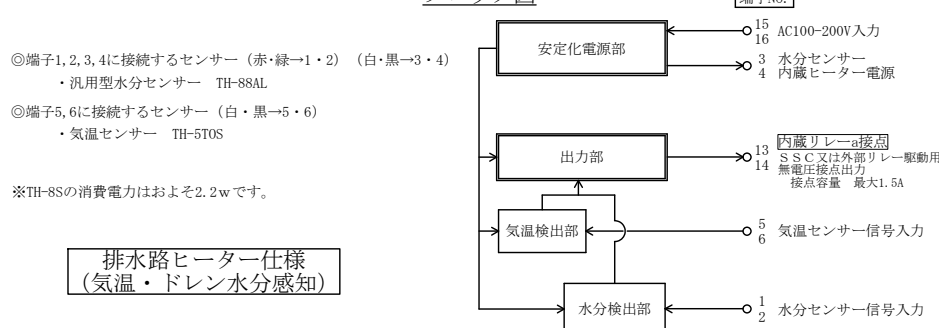 ブロック図
端子No.
◎端子1,2,3,4に接続するセンサー（赤・緑→1・2）（白・黒→3・4）
・汎用型水分センサー　TH-88AL
◎端子5,6に接続するセンサー（白・黒→5・6）
・気温センサー　TH-5TOS
※TH-8Sの消費電力はおよそ2.2wです。
排水路ヒーター仕様
（気温・ドレン水分感知）
安定化電源部
15
16
AC100-200V入力
3
4
水分センサー
内蔵ヒーター電源
出力部
13
14
内蔵リレーa接点
ＳＳＣ又は外部リレー駆動用
無電圧接点出力
接点容量　最大1.5A
気温検出部
5
6
気温センサー信号入力
水分検出部
1
2
水分センサー信号入力